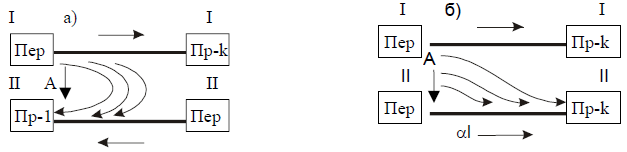 I а) I
Пер Пр-k
II А II
Пр-1 Пер
I б) I
Пер Пр-k
А
II II
Пер Пр-k
αl